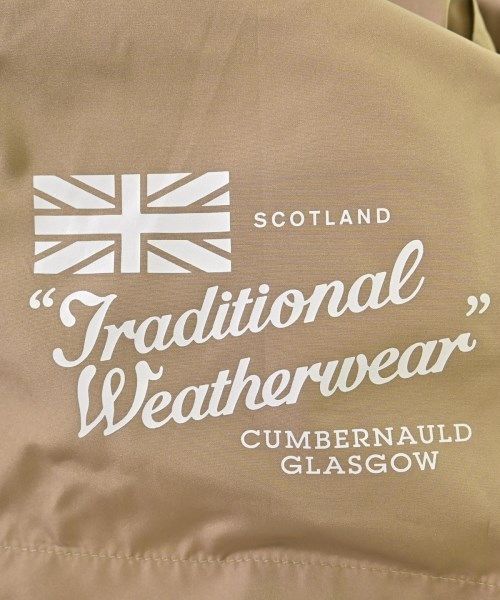 SCOTLAND
“Traditional
Weatherwear”
CUMBERNAULD
GLASGOW